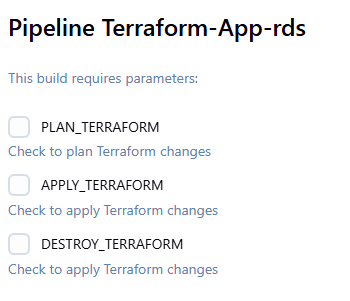 Pipeline Terraform-App-rds
This build requires parameters:
PLAN_TERRAFORM
Check to plan Terraform changes
APPLY_TERRAFORM
Check to apply Terraform changes
DESTROY_TERRAFORM
Check to apply Terraform changes